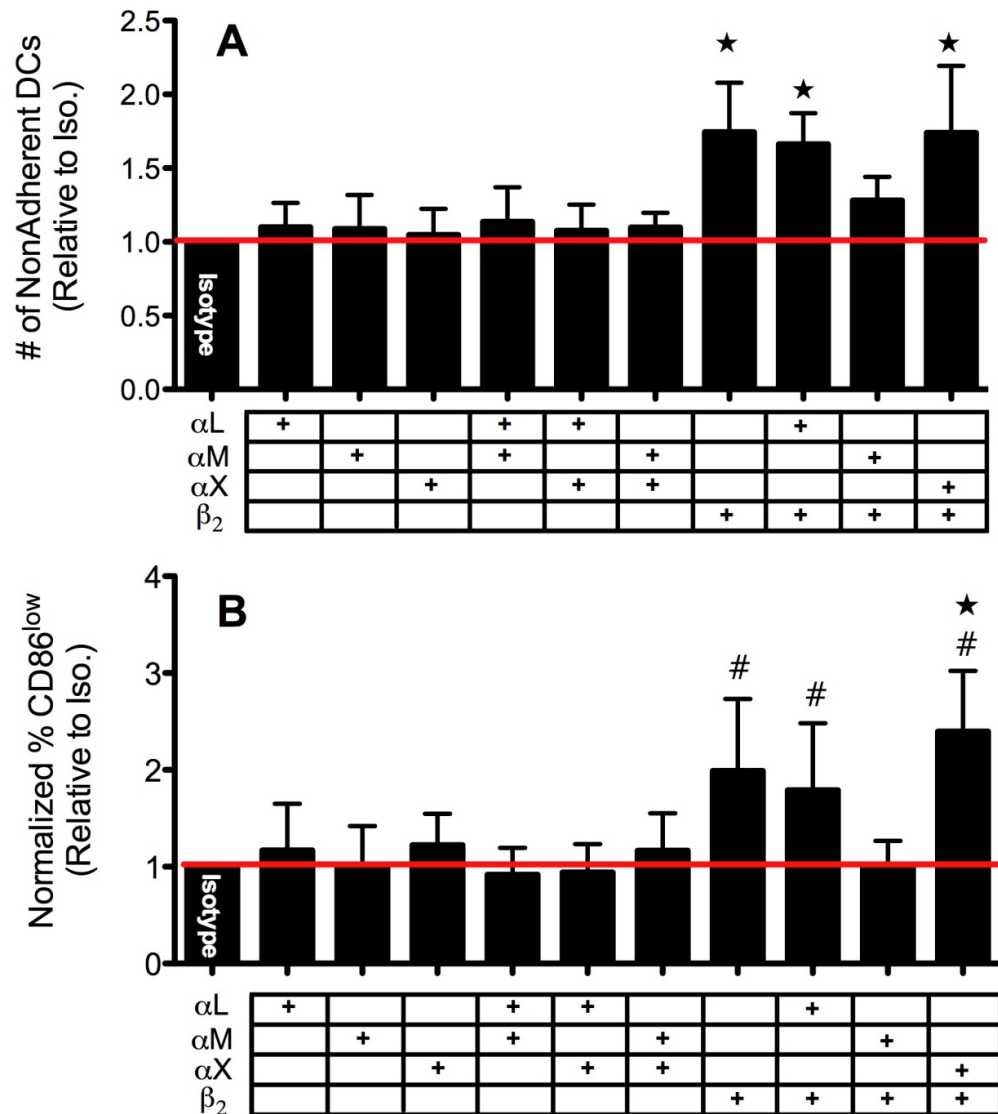 A
# of NonAdherent DCs
(Relative to Iso.)
2.5
2.0
1.5
1.0
0.5
0.0
Isotype
★ ★ ★
αL + + + +
αM + + + +
αX + + + +
β₂ + + + +
B
Normalized % CD86ˡᵒʷ
(Relative to Iso.)
4
3
2
1
0
Isotype
★
# # #
αL + + + +
αM + + + +
αX + + + +
β₂ + + + +